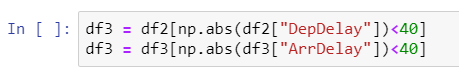 In [ ]: df3 = df2[np.abs(df2["DepDelay"])<40]
df3 = df3[np.abs(df3["ArrDelay"])<40]